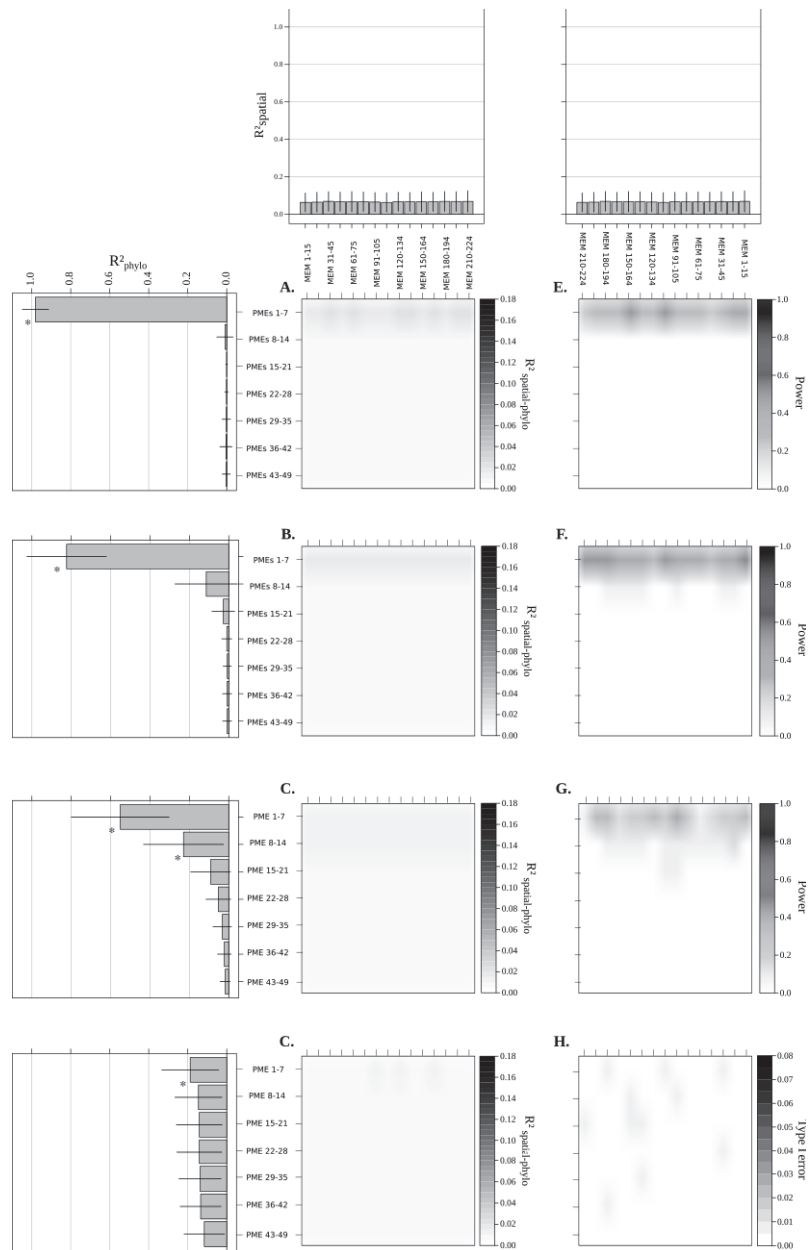 1.0
0.8
0.6
0.4
0.2
0.0
R²spatial
MEM 1-15
MEM 31-45
MEM 61-75
MEM 91-105
MEM 120-134
MEM 150-164
MEM 180-194
MEM 210-224
MEM 210-224
MEM 180-194
MEM 150-164
MEM 120-134
MEM 91-105
MEM 61-75
MEM 31-45
MEM 1-15
R²phylo
1.0
0.8
0.6
0.4
0.2
0.0
*
PMEs 1-7
PMEs 8-14
PMEs 15-21
PMEs 22-28
PMEs 29-35
PMEs 36-42
PMEs 43-49
A.
0.18
0.16
0.14
0.12
0.10
0.08
0.06
0.04
0.02
0.00
R² spatial-phylo
E.
1.0
0.8
0.6
0.4
0.2
0.0
Power
*
PMEs 1-7
PMEs 8-14
PMEs 15-21
PMEs 22-28
PMEs 29-35
PMEs 36-42
PMEs 43-49
B.
0.18
0.16
0.14
0.12
0.10
0.08
0.06
0.04
0.02
0.00
R² spatial-phylo
F.
1.0
0.8
0.6
0.4
0.2
0.0
Power
*
*
PME 1-7
PME 8-14
PME 15-21
PME 22-28
PME 29-35
PME 36-42
PME 43-49
C.
0.18
0.16
0.14
0.12
0.10
0.08
0.06
0.04
0.02
0.00
R² spatial-phylo
G.
1.0
0.8
0.6
0.4
0.2
0.0
Power
*
PME 1-7
PME 8-14
PME 15-21
PME 22-28
PME 29-35
PME 36-42
PME 43-49
1.0
0.8
0.6
0.4
0.2
0.0
C.
0.18
0.16
0.14
0.12
0.10
0.08
0.06
0.04
0.02
0.00
R² spatial-phylo
H.
0.08
0.07
0.06
0.05
0.04
0.03
0.02
0.01
0.00
Type I error